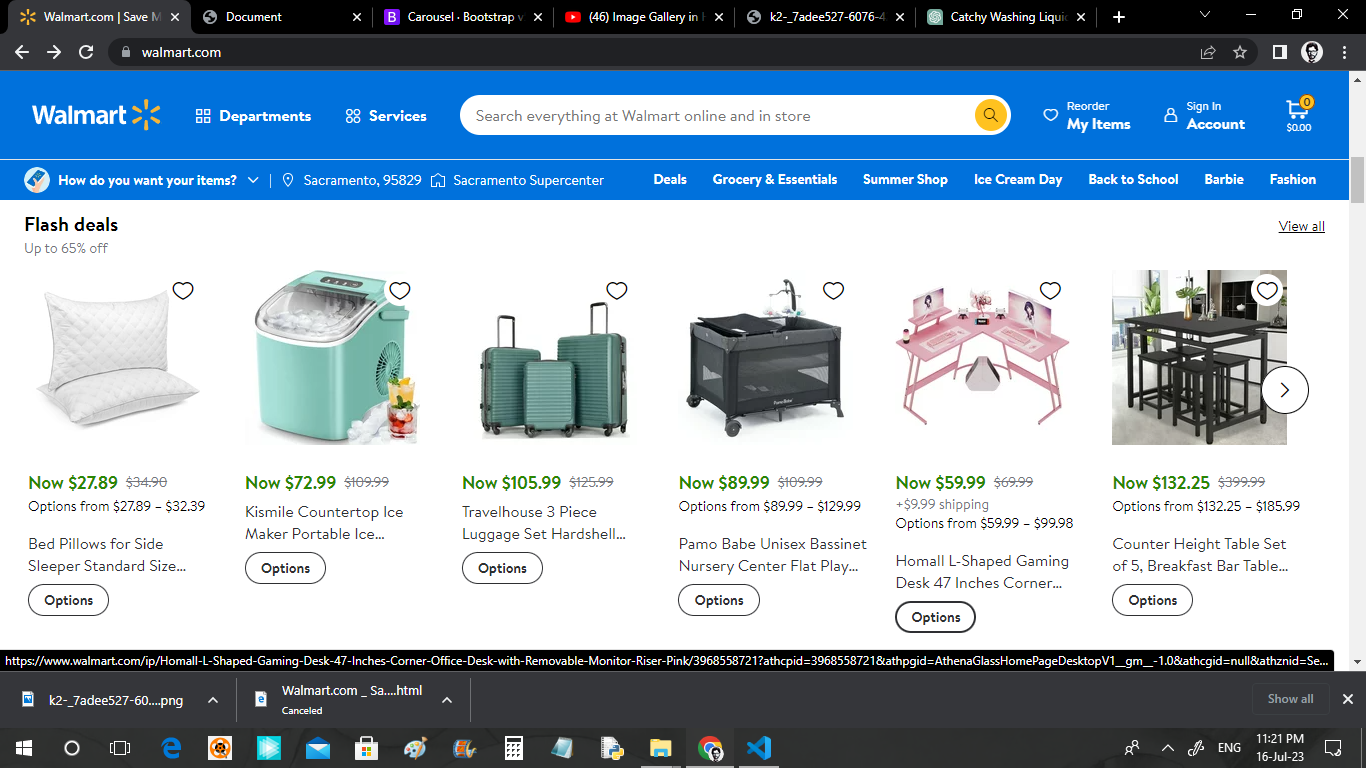 Walmart.com | Save M
Document
Carousel · Bootstrap v
(46) Image Gallery in
k2-_7adee527-6076-4
Catchy Washing Liqui
walmart.com
Walmart
Departments
Services
Search everything at Walmart online and in store
Reorder
My Items
Sign In
Account
0
$0.00
How do you want your items?
Sacramento, 95829
Sacramento Supercenter
Deals
Grocery & Essentials
Summer Shop
Ice Cream Day
Back to School
Barbie
Fashion
Flash deals
View all
Up to 65% off
Now $27.89 $34.90
Options from $27.89 – $32.39
Bed Pillows for Side
Sleeper Standard Size...
Options
Now $72.99 $109.99
Kismile Countertop Ice
Maker Portable Ice...
Options
Now $105.99 $125.99
Travelhouse 3 Piece
Luggage Set Hardshell...
Options
PamoBabe
Now $89.99 $109.99
Options from $89.99 – $129.99
Pamo Babe Unisex Bassinet
Nursery Center Flat Play...
Options
Now $59.99 $69.99
+$9.99 shipping
Options from $59.99 – $99.98
Homall L-Shaped Gaming
Desk 47 Inches Corner...
Options
Now $132.25 $399.99
Options from $132.25 – $185.99
Counter Height Table Set
of 5, Breakfast Bar Table...
Options
https://www.walmart.com/ip/Homall-L-Shaped-Gaming-Desk-47-Inches-Corner-Office-Desk-with-Removable-Monitor-Riser-Pink/3968558721?athcpid=3968558721&athpgid=AthenaGlassHomePageDesktopV1__gm__-1.0&athcgid=null&athznid=Se...
k2-_7adee527-60....png
Walmart.com _ Sa....html
Canceled
Show all
ENG
11:21 PM
16-Jul-23